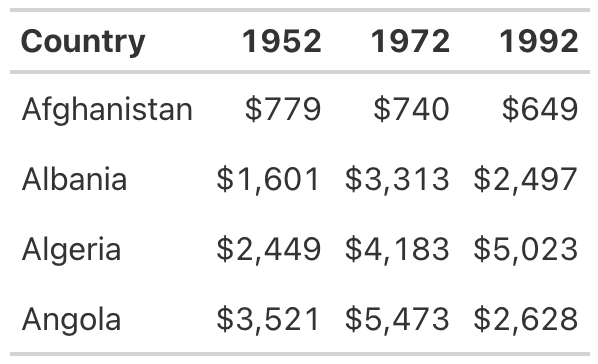 Country 1952 1972 1992
Afghanistan $779 $740 $649
Albania $1,601 $3,313 $2,497
Algeria $2,449 $4,183 $5,023
Angola $3,521 $5,473 $2,628